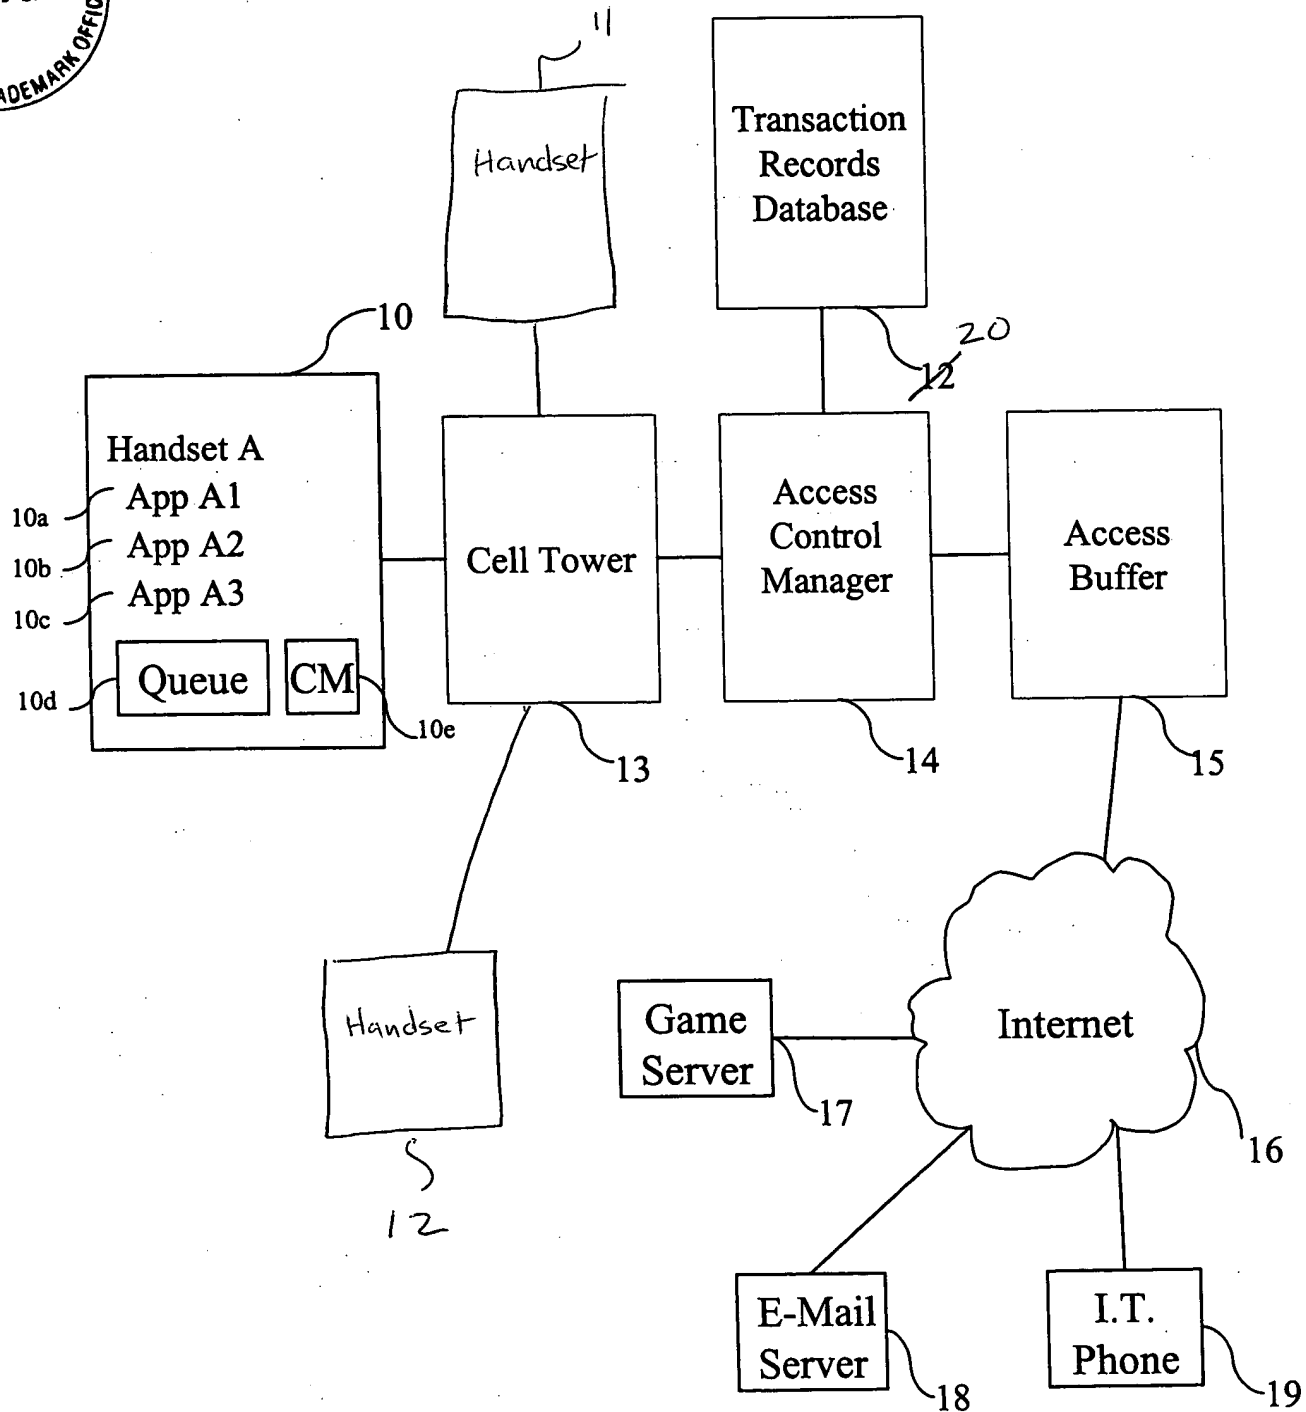 ADEMARK OFFIC
11
Handset
Transaction
Records
Database
10
20
12
Handset A
App A1
10a
App A2
10b
App A3
10c
Queue
CM
10d
10e
Cell Tower
13
Access
Control
Manager
14
Access
Buffer
15
Handset
12
Game
Server
17
Internet
16
E-Mail
Server
18
I.T.
Phone
19